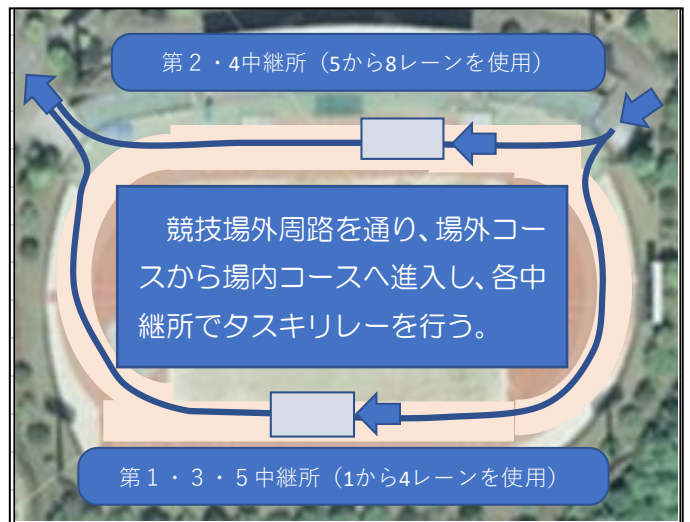 第２・4中継所（5から8レーンを使用）
　競技場外周路を通り、場外コー
スから場内コースへ進入し、各中
継所でタスキリレーを行う。
第１・３・５中継所（1から4レーンを使用）